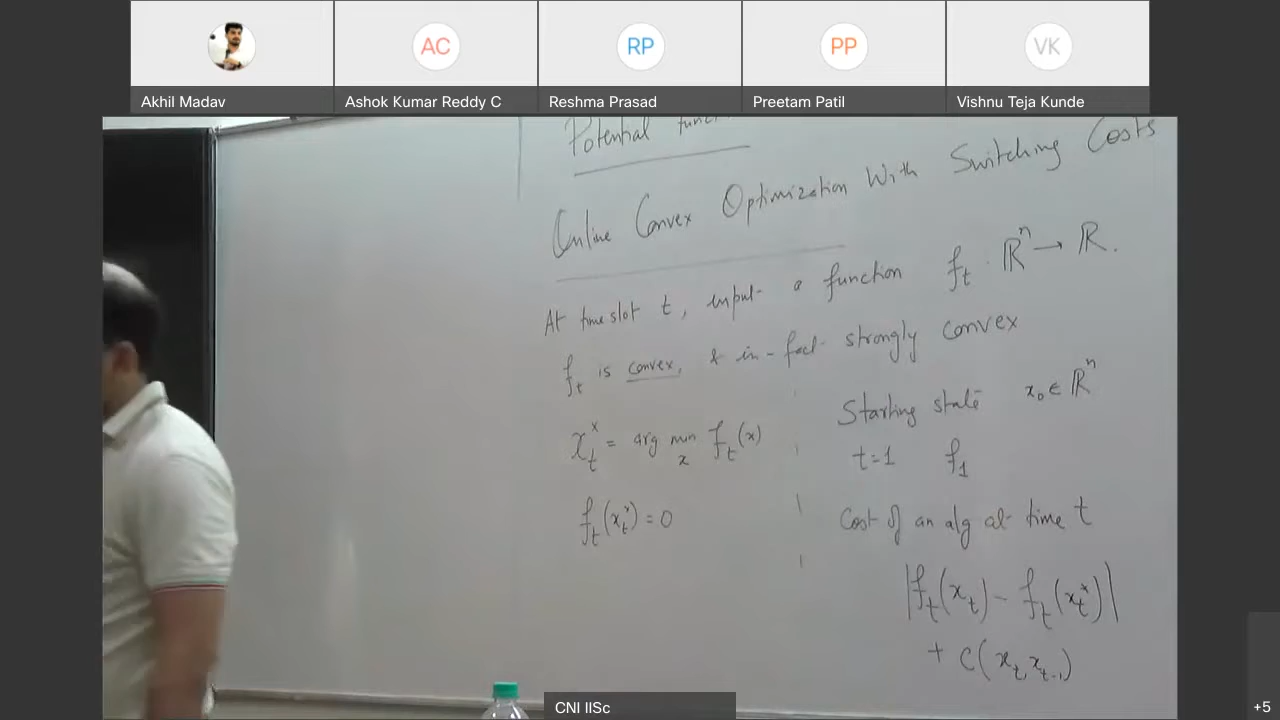 AC
RP
PP
VK
Akhil Madav
Ashok Kumar Reddy C
Reshma Prasad
Preetam Patil
Vishnu Teja Kunde
Potential
Online Convex Optimization With Switching Costs
At time slot t, input a function f_t : ℝ^n → ℝ.
f_t is convex, & in-fact strongly convex
x_t^* = arg min_x f_t(x)
f_t(x_t^*) = 0
Starting state x_0 ∈ ℝ^n
t=1 f_1
Cost of an alg at time t
|f_t(x_t) - f_t(x_t^*)|
+ c(x_t, x_{t-1})
CNI IISc
+5